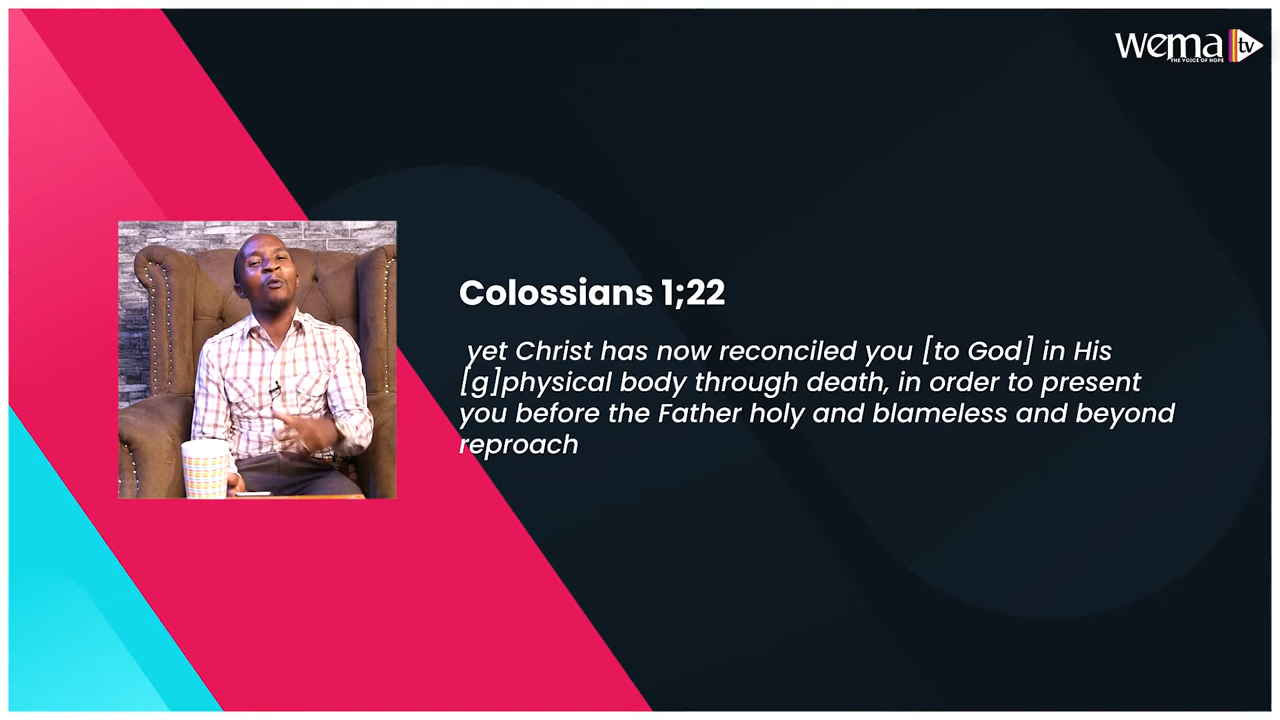 wema tv
THE VOICE OF HOPE
Colossians 1;22
yet Christ has now reconciled you [to God] in His
[g]physical body through death, in order to present
you before the Father holy and blameless and beyond
reproach